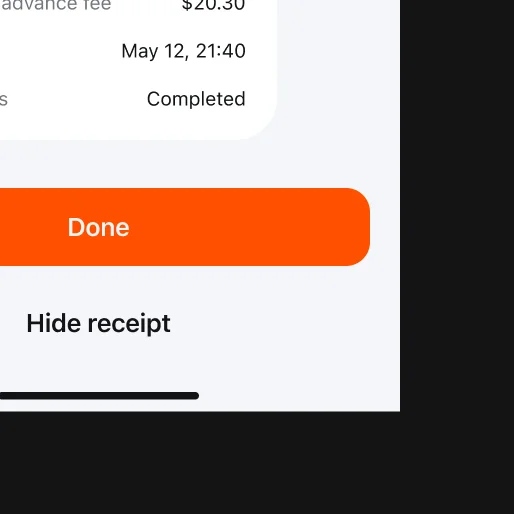 advance fee $20.30
May 12, 21:40
s Completed
Done
Hide receipt